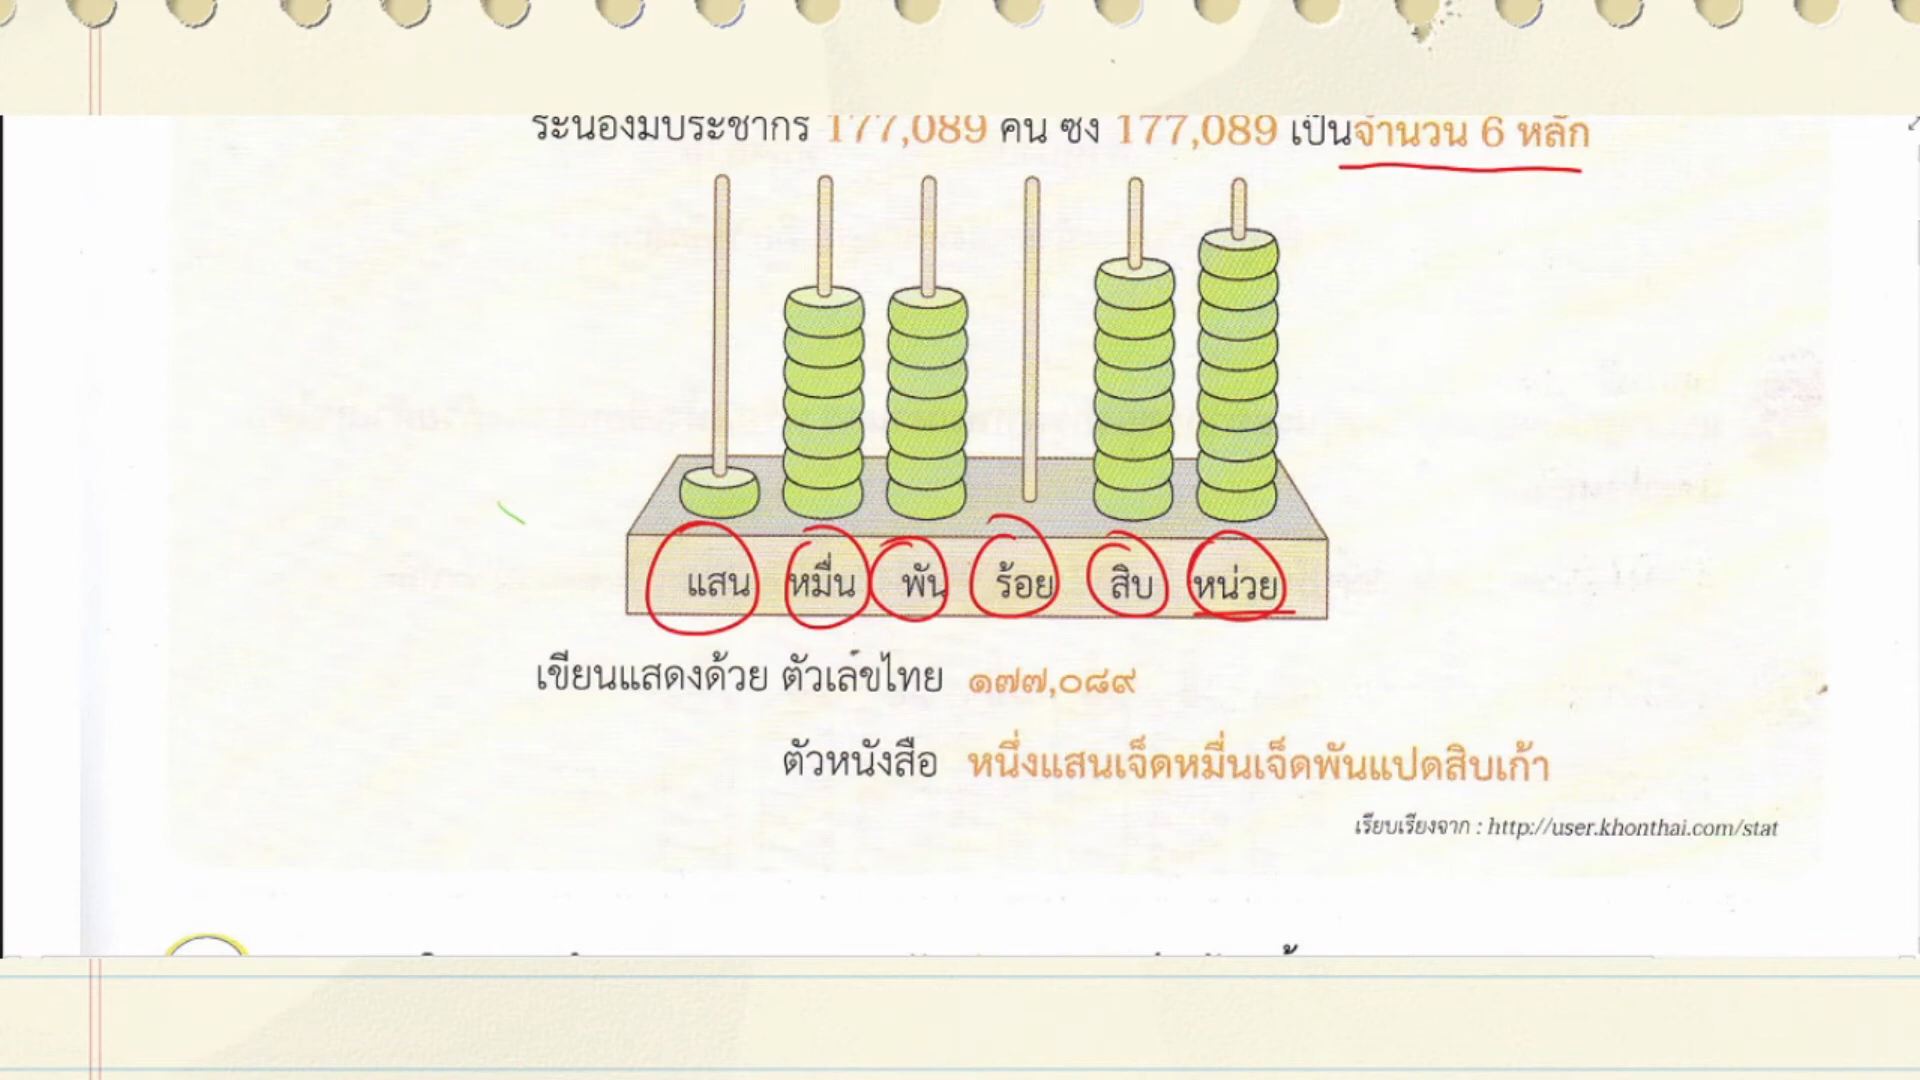 ระนองมีประชากร 177,089 คน ซึ่ง 177,089 เป็นจำนวน 6 หลัก
แสน หมื่น พัน ร้อย สิบ หน่วย
เขียนแสดงด้วย ตัวเลขไทย ๑๗๗,๐๘๙
ตัวหนังสือ หนึ่งแสนเจ็ดหมื่นเจ็ดพันแปดสิบเก้า
เรียบเรียงจาก : http://user.khonthai.com/stat